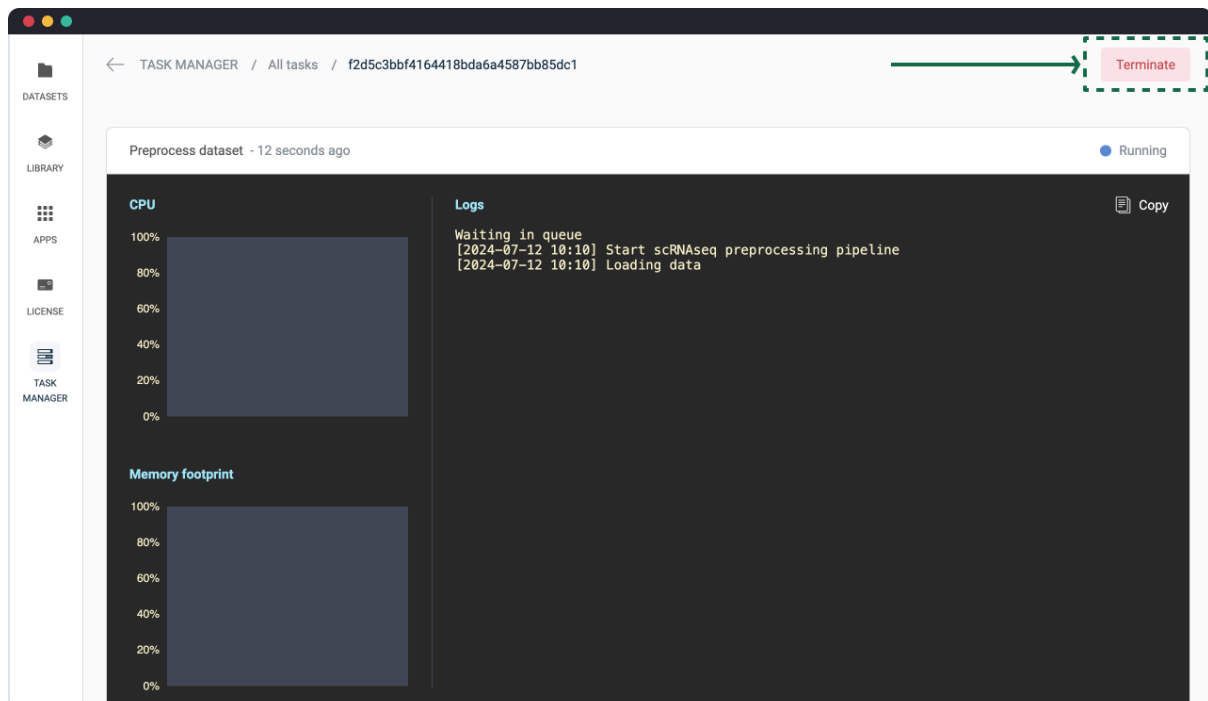 TASK MANAGER / All tasks / f2d5c3bbf4164418bda6a4587bb85dc1
Terminate
DATASETS
LIBRARY
APPS
LICENSE
TASK
MANAGER
Preprocess dataset - 12 seconds ago
Running
CPU
100%
80%
60%
40%
20%
0%
Memory footprint
100%
80%
60%
40%
20%
0%
Logs
Copy
Waiting in queue
[2024-07-12 10:10] Start scRNAseq preprocessing pipeline
[2024-07-12 10:10] Loading data